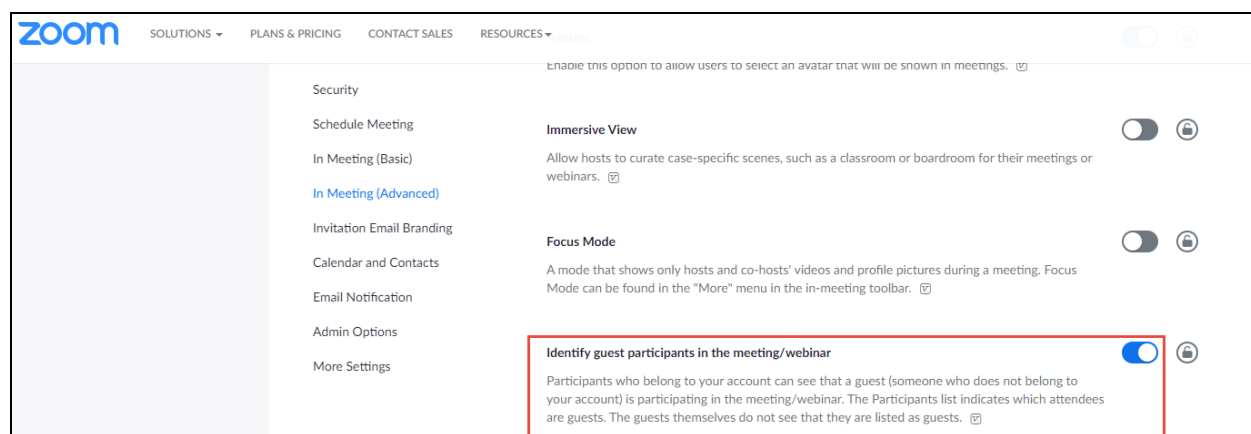 zoom SOLUTIONS PLANS & PRICING CONTACT SALES RESOURCES
Enable this option to allow users to select an avatar that will be shown in meetings.
Security
Schedule Meeting
In Meeting (Basic)
In Meeting (Advanced)
Invitation Email Branding
Calendar and Contacts
Email Notification
Admin Options
More Settings
Immersive View
Allow hosts to curate case-specific scenes, such as a classroom or boardroom for their meetings or
webinars.
Focus Mode
A mode that shows only hosts and co-hosts' videos and profile pictures during a meeting. Focus
Mode can be found in the "More" menu in the in-meeting toolbar.
Identify guest participants in the meeting/webinar
Participants who belong to your account can see that a guest (someone who does not belong to
your account) is participating in the meeting/webinar. The Participants list indicates which attendees
are guests. The guests themselves do not see that they are listed as guests.